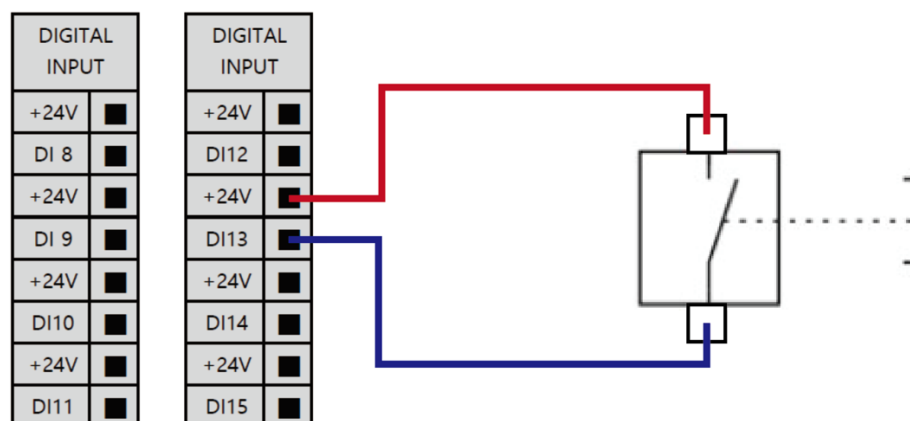 DIGITAL
INPUT
+24V
DI 8
+24V
DI 9
+24V
DI10
+24V
DI11
DIGITAL
INPUT
+24V
DI12
+24V
DI13
+24V
DI14
+24V
DI15